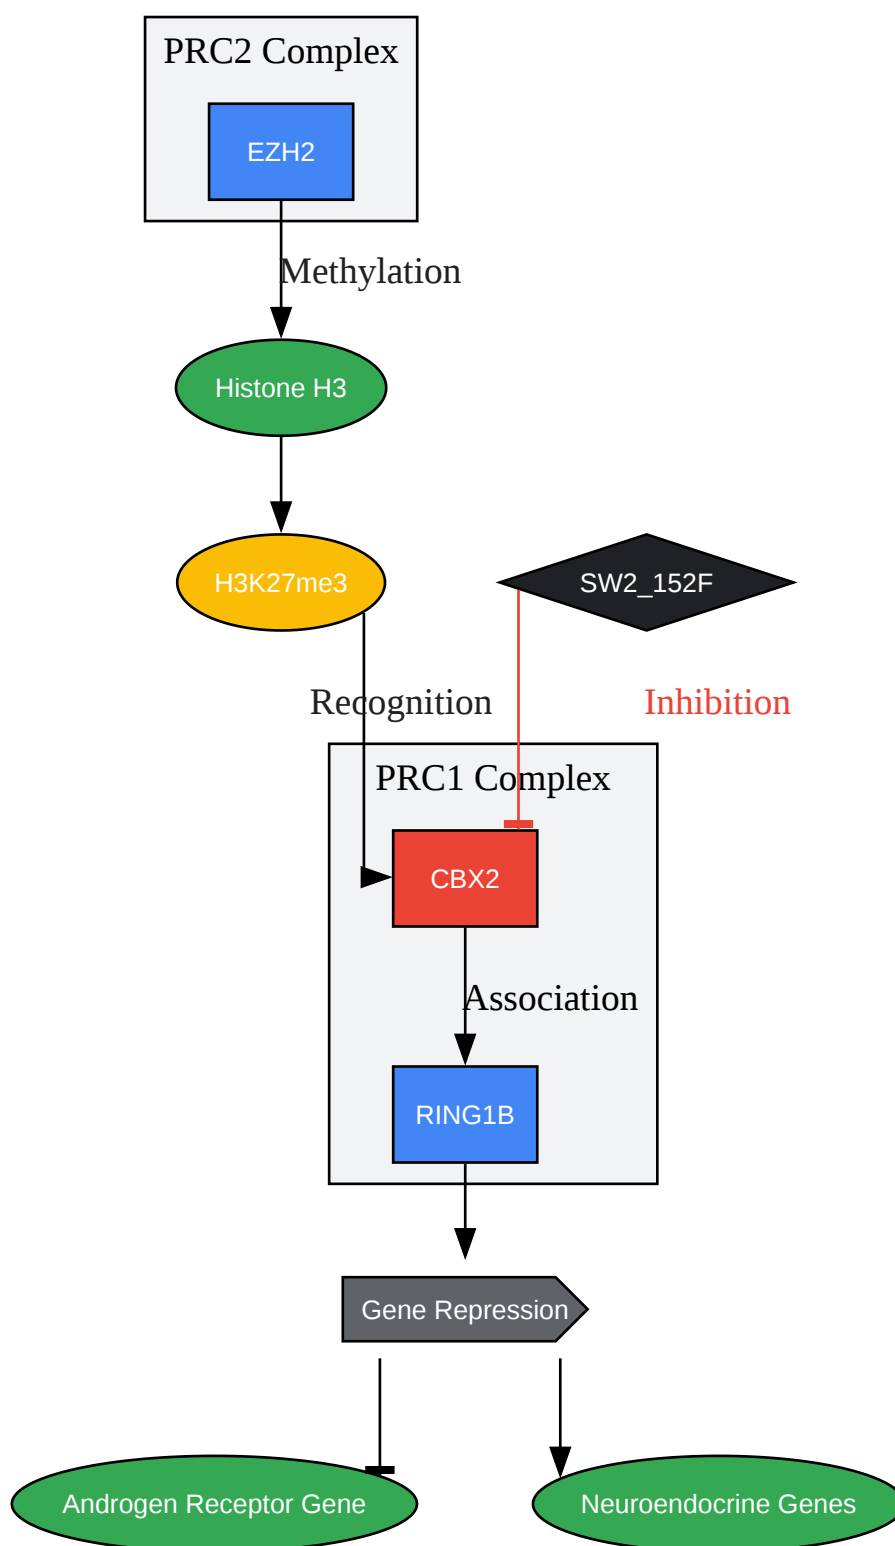 PRC2 Complex
EZH2
Methylation
Histone H3
H3K27me3
SW2_152F
Recognition
Inhibition
PRC1 Complex
CBX2
Association
RING1B
Gene Repression
Androgen Receptor Gene
Neuroendocrine Genes